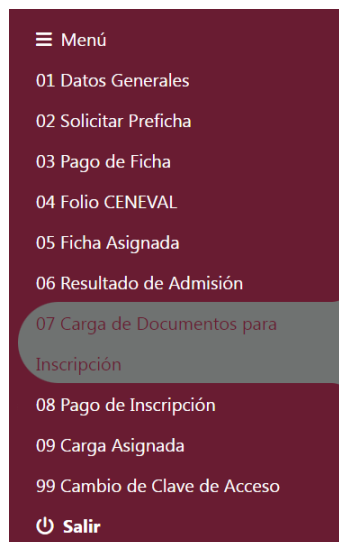 Menú
01 Datos Generales
02 Solicitar Preficha
03 Pago de Ficha
04 Folio CENEVAL
05 Ficha Asignada
06 Resultado de Admisión
07 Carga de Documentos para
Inscripción
08 Pago de Inscripción
09 Carga Asignada
99 Cambio de Clave de Acceso
Salir